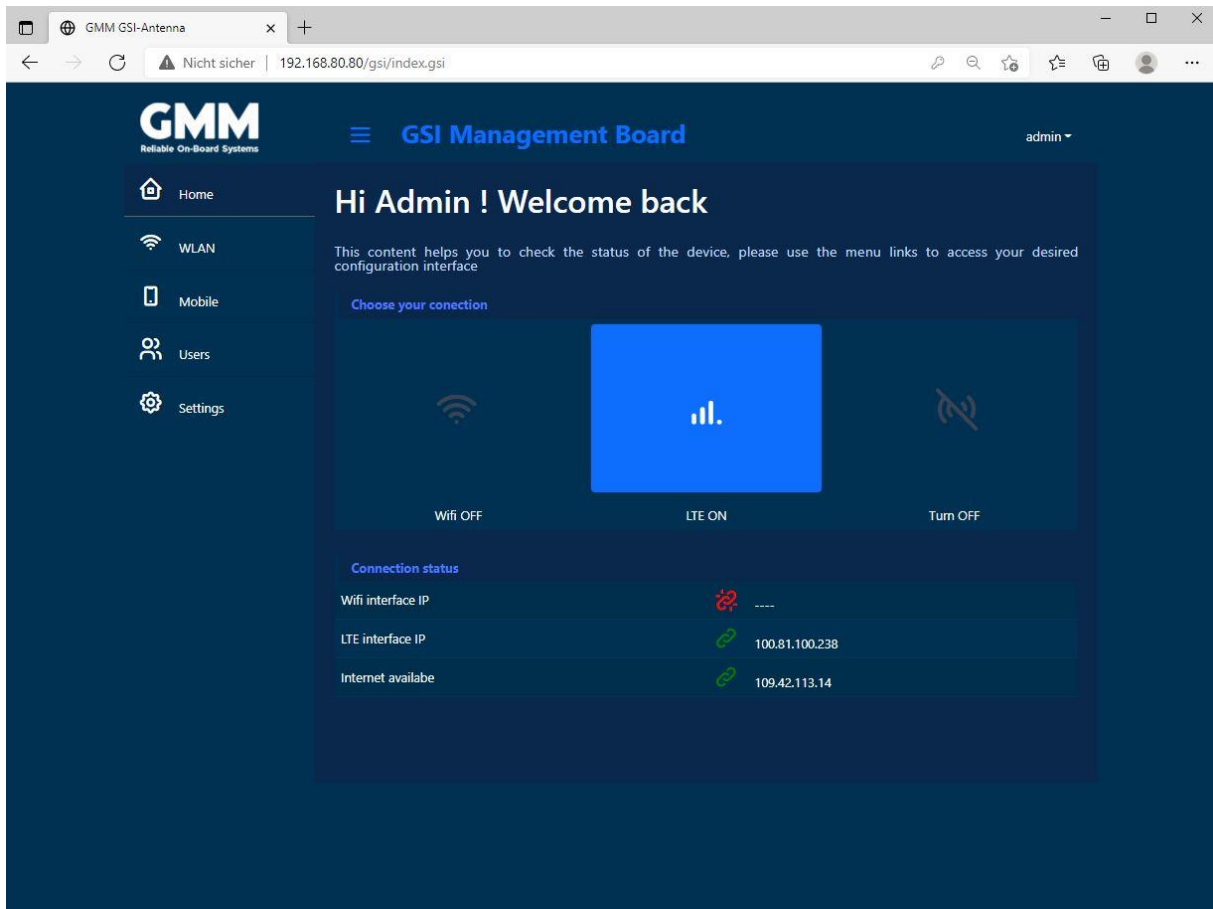 GMM GSI-Antenna
Nicht sicher | 192.168.80.80/gsi/index.gsi
GMM
Reliable On-Board Systems
GSI Management Board
admin
Home
WLAN
Mobile
Users
Settings
Hi Admin ! Welcome back
This content helps you to check the status of the device, please use the menu links to access your desired
configuration interface
Choose your conection
Wifi OFF
LTE ON
Turn OFF
Connection status
Wifi interface IP ----
LTE interface IP 100.81.100.238
Internet availabe 109.42.113.14